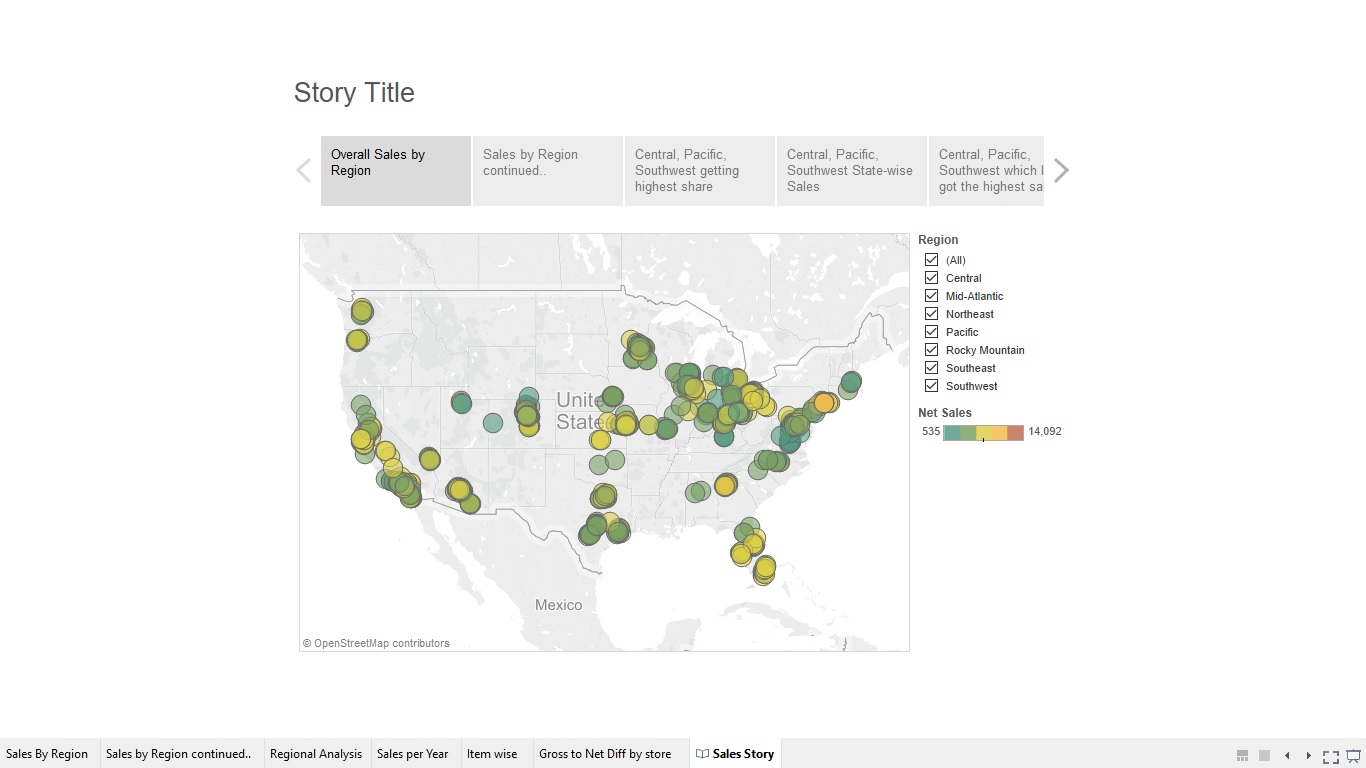 Story Title
Overall Sales by
Region
Sales by Region
continued..
Central, Pacific,
Southwest getting
highest share
Central, Pacific,
Southwest State-wise
Sales
Central, Pacific,
Southwest which
got the highest
Region
(All)
Central
Mid-Atlantic
Northeast
Pacific
Rocky Mountain
Southeast
Southwest
Net Sales
535 14,092
Unite
State
Mexico
© OpenStreetMap contributors
Sales By Region Sales by Region continued.. Regional Analysis Sales per Year Item wise Gross to Net Diff by store Sales Story